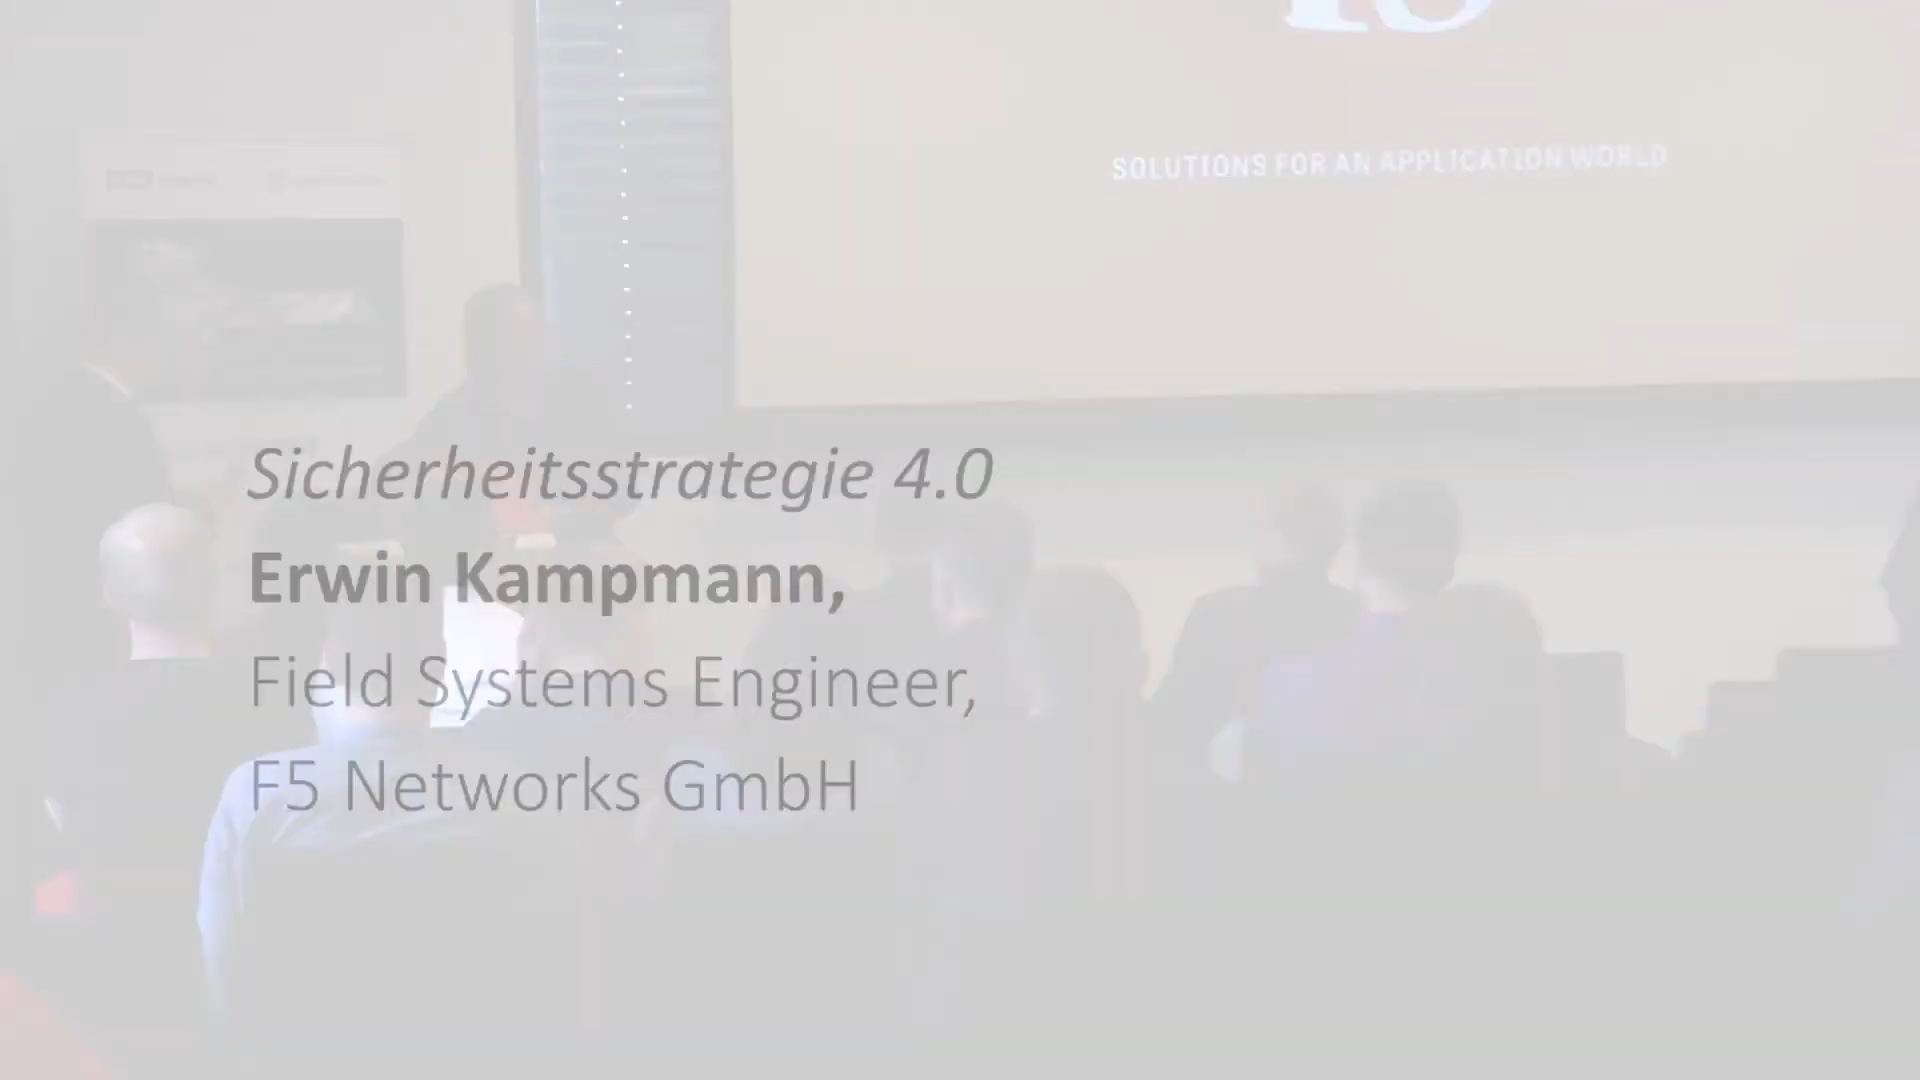 SOLUTIONS FOR AN APPLICATION WORLD
Sicherheitsstrategie 4.0
Erwin Kampmann,
Field Systems Engineer,
F5 Networks GmbH